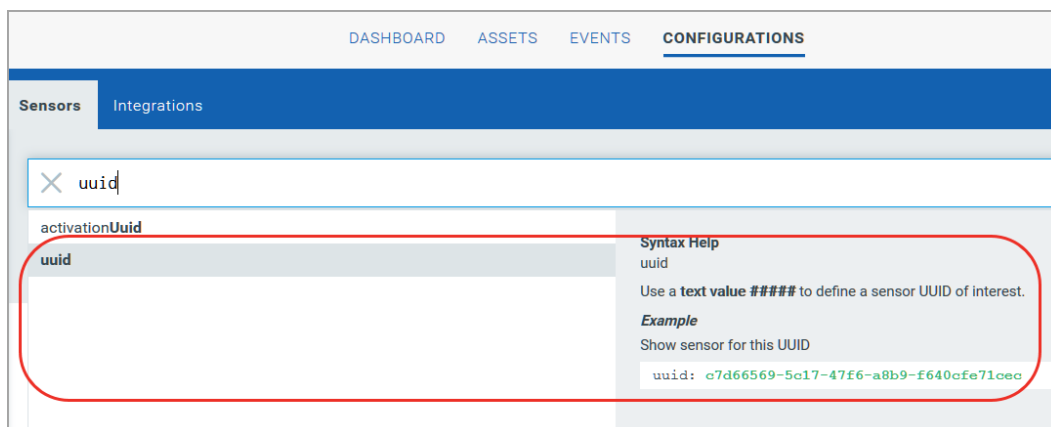 DASHBOARD ASSETS EVENTS CONFIGURATIONS
Sensors Integrations
uuid
activationUuid
uuid
Syntax Help
uuid
Use a text value ##### to define a sensor UUID of interest.
Example
Show sensor for this UUID
uuid: c7d66569-5c17-47f6-a8b9-f640cfe71cec